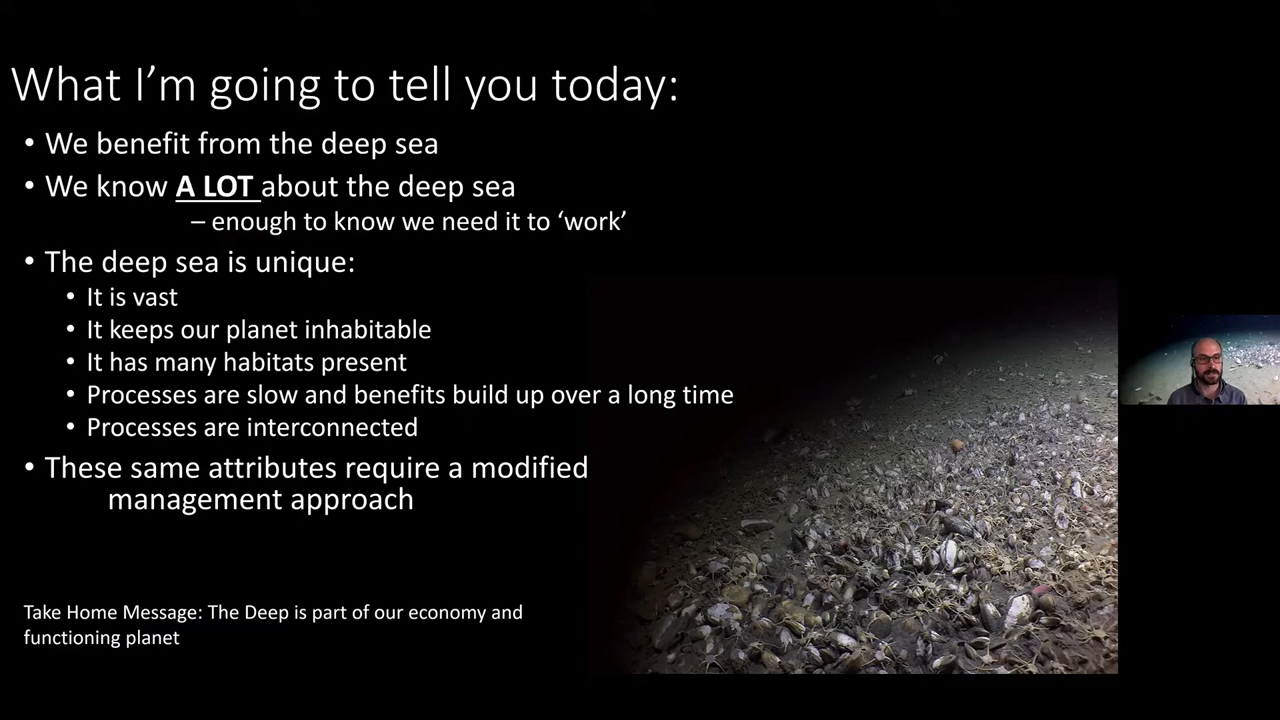 What I'm going to tell you today:
• We benefit from the deep sea
• We know A LOT about the deep sea
– enough to know we need it to ‘work’
• The deep sea is unique:
• It is vast
• It keeps our planet inhabitable
• It has many habitats present
• Processes are slow and benefits build up over a long time
• Processes are interconnected
• These same attributes require a modified
management approach
Take Home Message: The Deep is part of our economy and
functioning planet